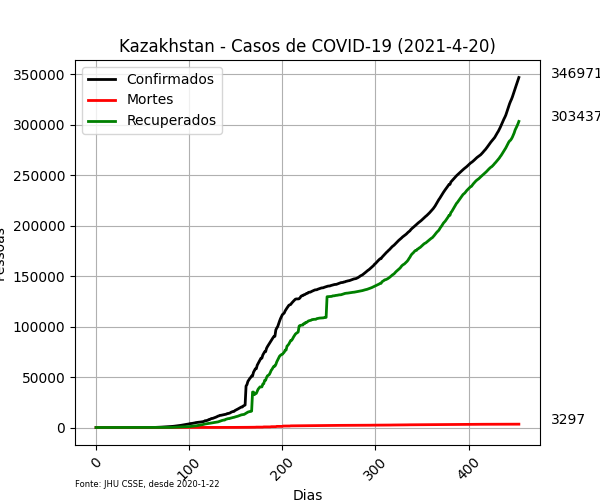 Kazakhstan - Casos de COVID-19 (2021-4-20)
Confirmados
Mortes
Recuperados
350000
300000
250000
200000
150000
100000
50000
0
346971
303437
3297
0
100
200
300
400
Dias
Fonte: JHU CSSE, desde 2020-1-22